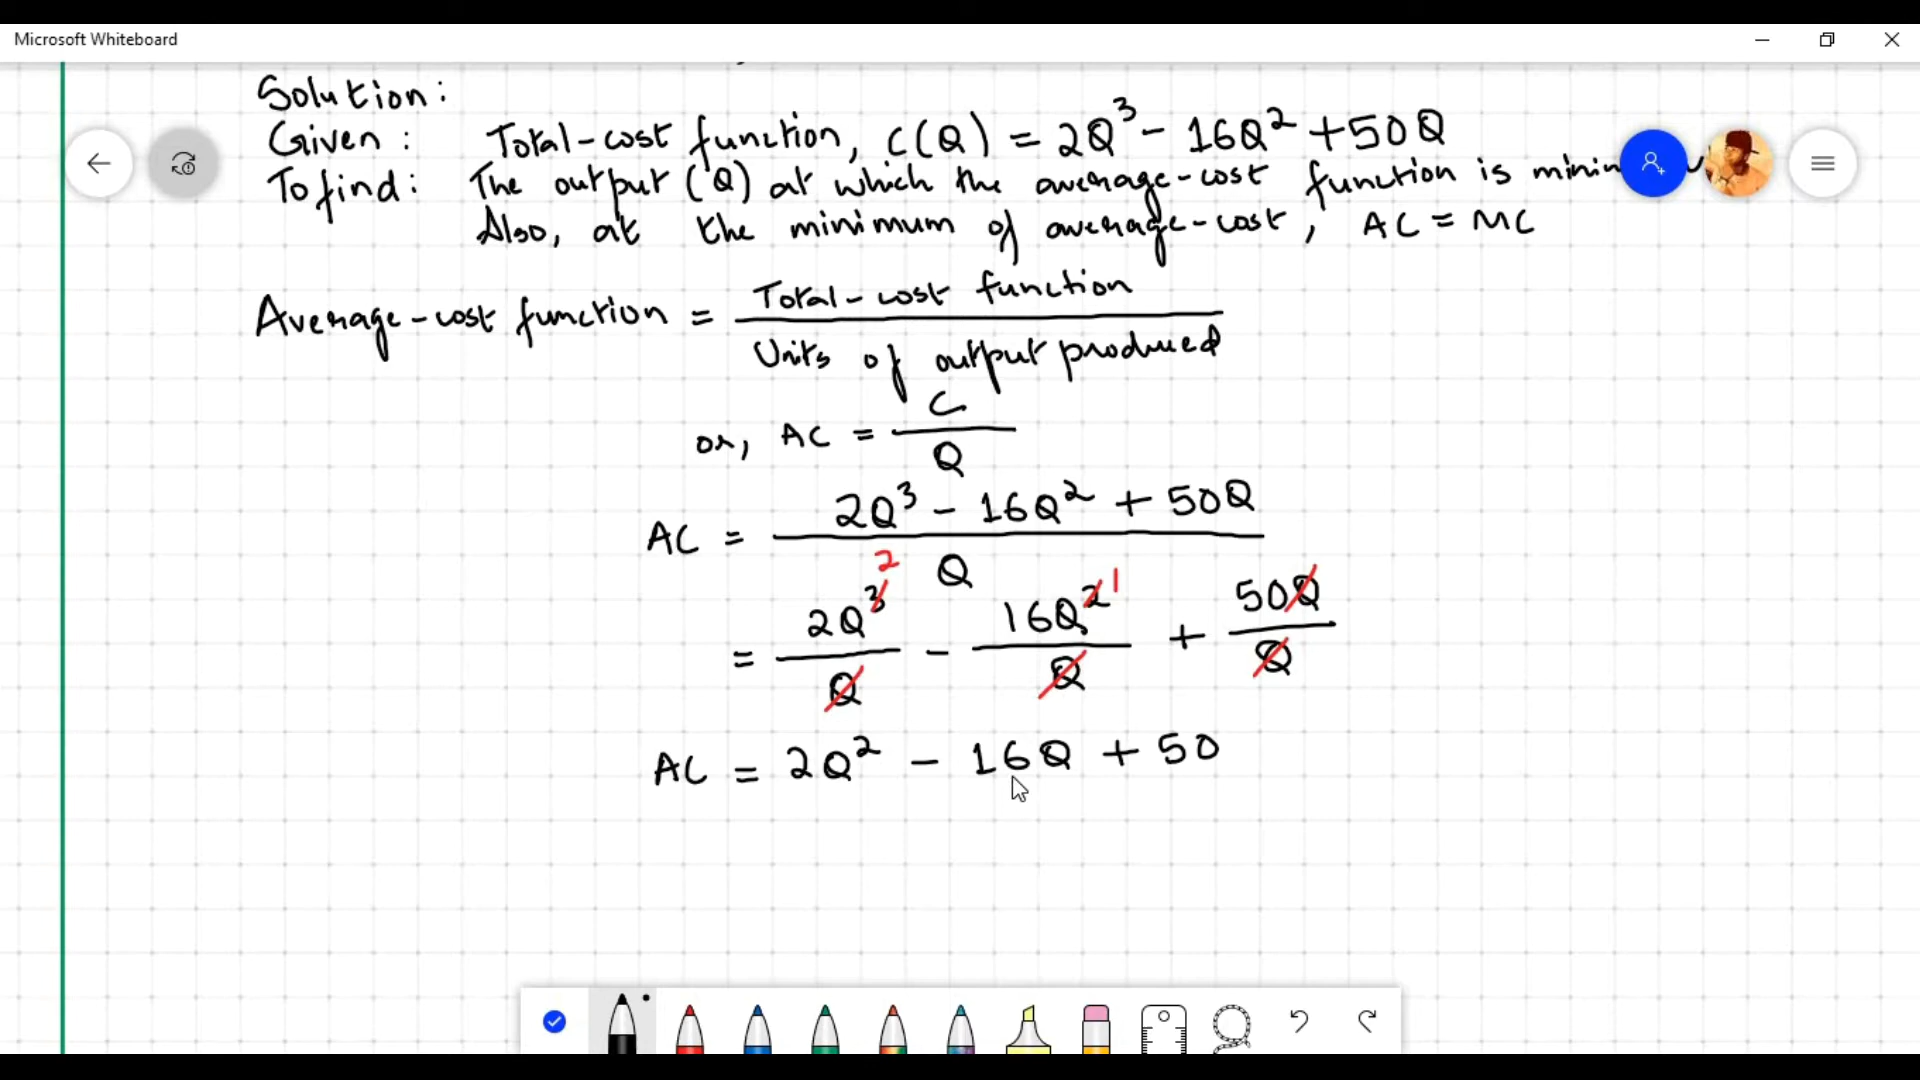 Microsoft Whiteboard
Solution:
Given: Total-cost function, C(Q) = 2Q³ - 16Q² + 50Q
To find: The output (Q) at which the average-cost function is
Also, at the minimum of average-cost, AC = MC
Average-cost function = Total-cost function / Units of output produced
or, AC = C / Q
AC = 2Q³ - 16Q² + 50Q / Q
2 1
= 2Q³ / Q - 16Q² / Q + 50Q / Q
AC = 2Q² - 16Q + 50